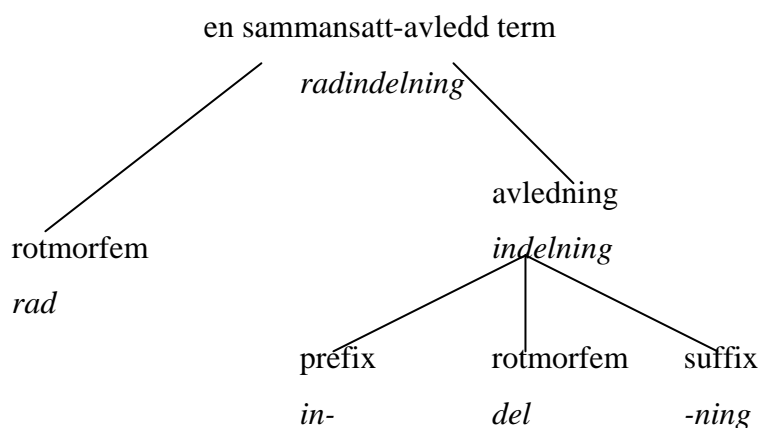 en sammansatt-avledd term
radindelning
avledning
rotmorfem
indelning
rad
prefix rotmorfem suffix
in- del -ning